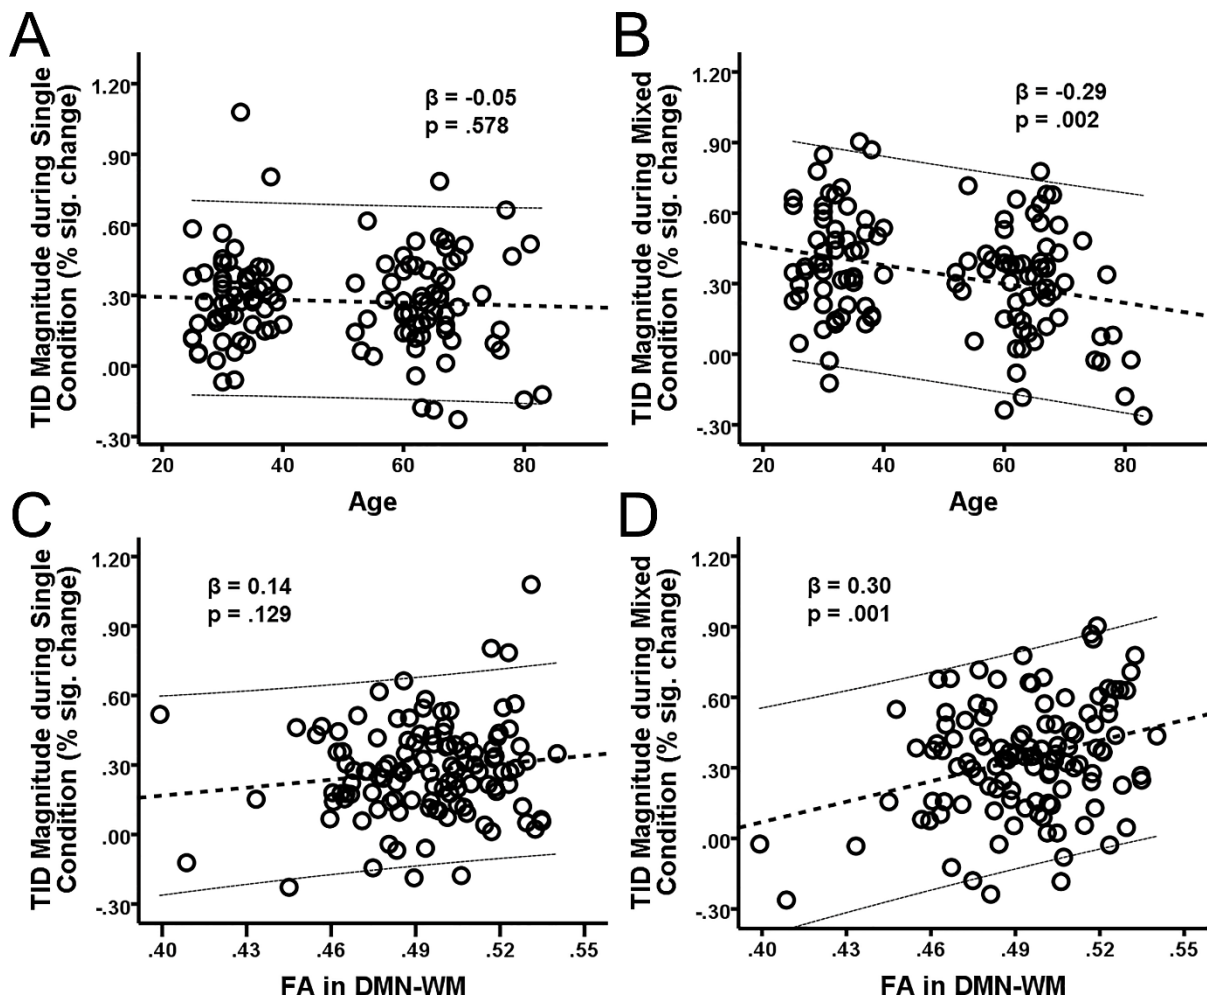 A
TID Magnitude during Single
Condition (% sig. change)
1.20
.90
.60
.30
.00
-.30
β = -0.05
p = .578
20 40 60 80
Age
B
TID Magnitude during Mixed
Condition (% sig. change)
1.20
.90
.60
.30
.00
-.30
β = -0.29
p = .002
20 40 60 80
Age
C
TID Magnitude during Single
Condition (% sig. change)
1.20
.90
.60
.30
.00
-.30
β = 0.14
p = .129
.40 .43 .46 .49 .52 .55
FA in DMN-WM
D
TID Magnitude during Mixed
Condition (% sig. change)
1.20
.90
.60
.30
.00
-.30
β = 0.30
p = .001
.40 .43 .46 .49 .52 .55
FA in DMN-WM